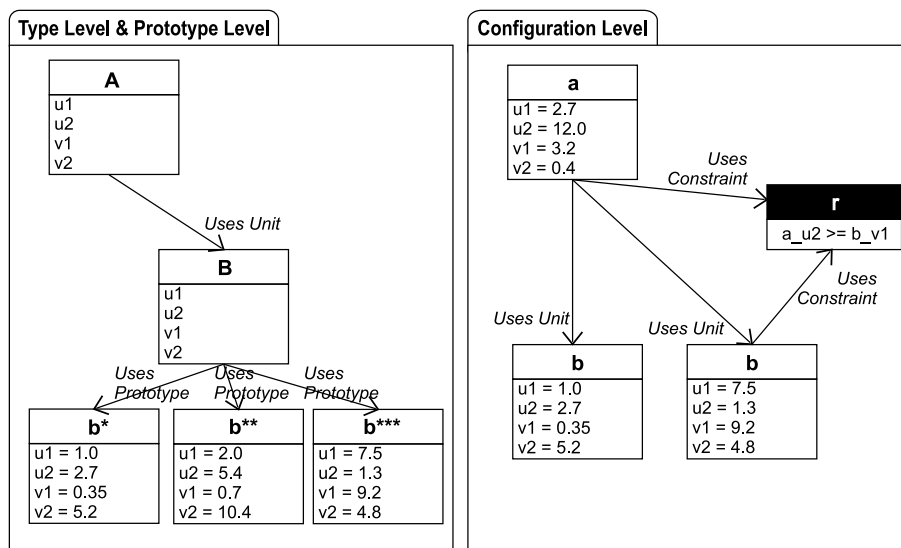 Type Level & Prototype Level
A
u1
u2
v1
v2
Uses Unit
B
u1
u2
v1
v2
Uses
Prototype
Uses
Prototype
Uses
Prototype
b*
u1 = 1.0
u2 = 2.7
v1 = 0.35
v2 = 5.2
b**
u1 = 2.0
u2 = 5.4
v1 = 0.7
v2 = 10.4
b***
u1 = 7.5
u2 = 1.3
v1 = 9.2
v2 = 4.8
Configuration Level
a
u1 = 2.7
u2 = 12.0
v1 = 3.2
v2 = 0.4
Uses
Constraint
r
a_u2 >= b_v1
Uses
Constraint
Uses Unit
Uses Unit
b
u1 = 1.0
u2 = 2.7
v1 = 0.35
v2 = 5.2
b
u1 = 7.5
u2 = 1.3
v1 = 9.2
v2 = 4.8